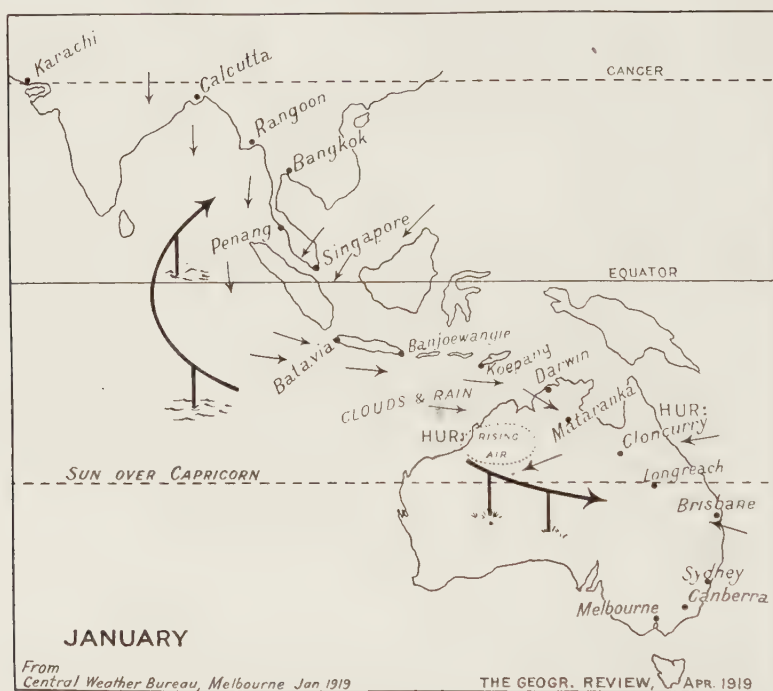 Karachi
CANCER
Calcutta
Rangoon
Bangkok
Penang
Singapore
EQUATOR
Batavia
Banjoewangie
Koepang
Darwin
CLOUDS & RAIN
Mataranka
HUR:
HUR:
RISING
AIR
Cloncurry
SUN OVER CAPRICORN
Longreach
Brisbane
Sydney
Canberra
Melbourne
JANUARY
From
Central Weather Bureau, Melbourne Jan 1919
THE GEOGR. REVIEW, APR. 1919